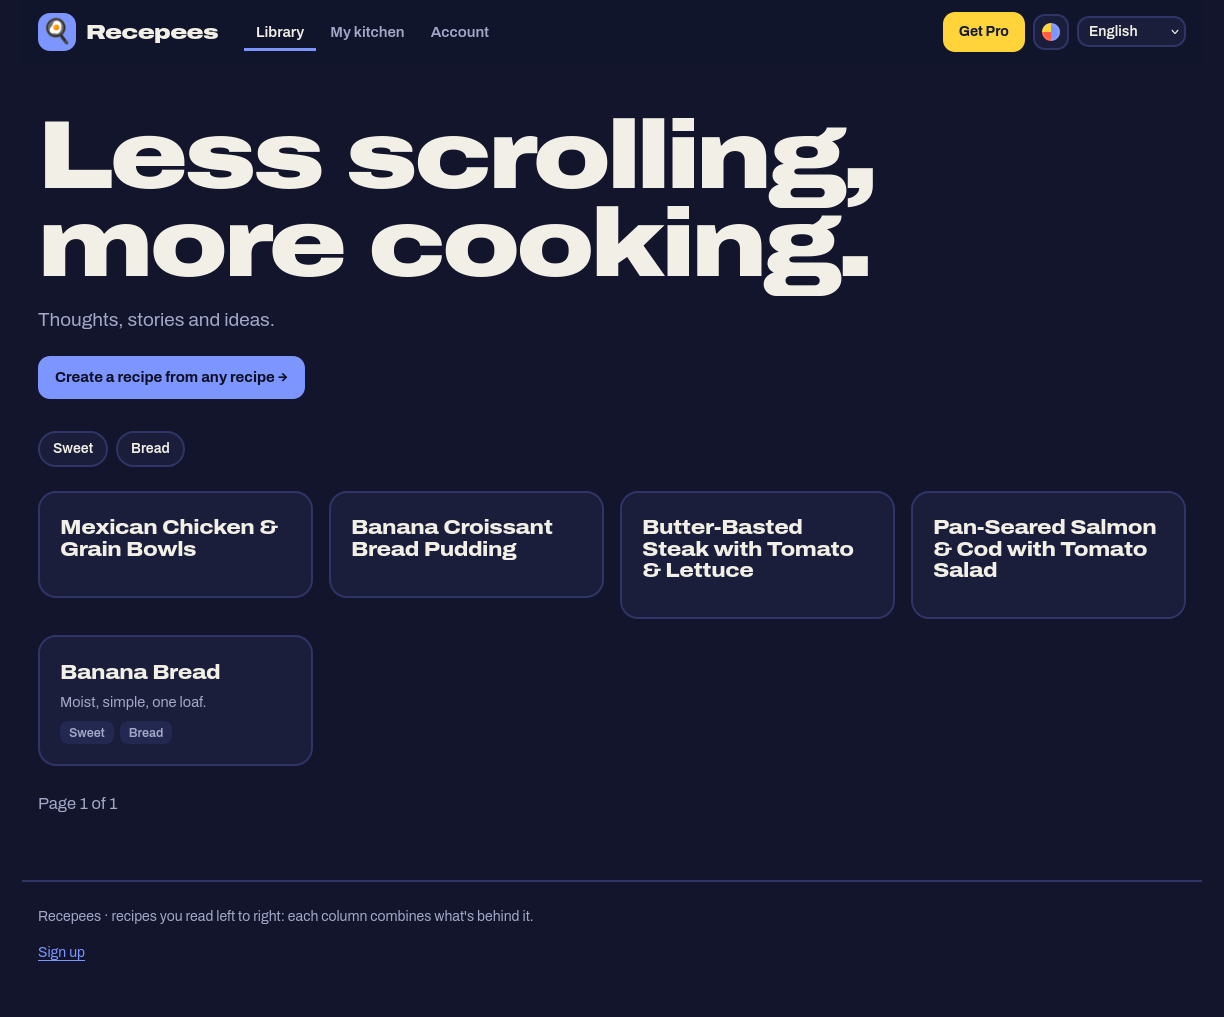 Recepees
Library
My kitchen
Account
Get Pro
English
Less scrolling,
more cooking.
Thoughts, stories and ideas.
Create a recipe from any recipe →
Sweet
Bread
Mexican Chicken &
Grain Bowls
Banana Croissant
Bread Pudding
Butter-Basted
Steak with Tomato
& Lettuce
Pan-Seared Salmon
& Cod with Tomato
Salad
Banana Bread
Moist, simple, one loaf.
Sweet
Bread
Page 1 of 1
Recepees · recipes you read left to right: each column combines what's behind it.
Sign up